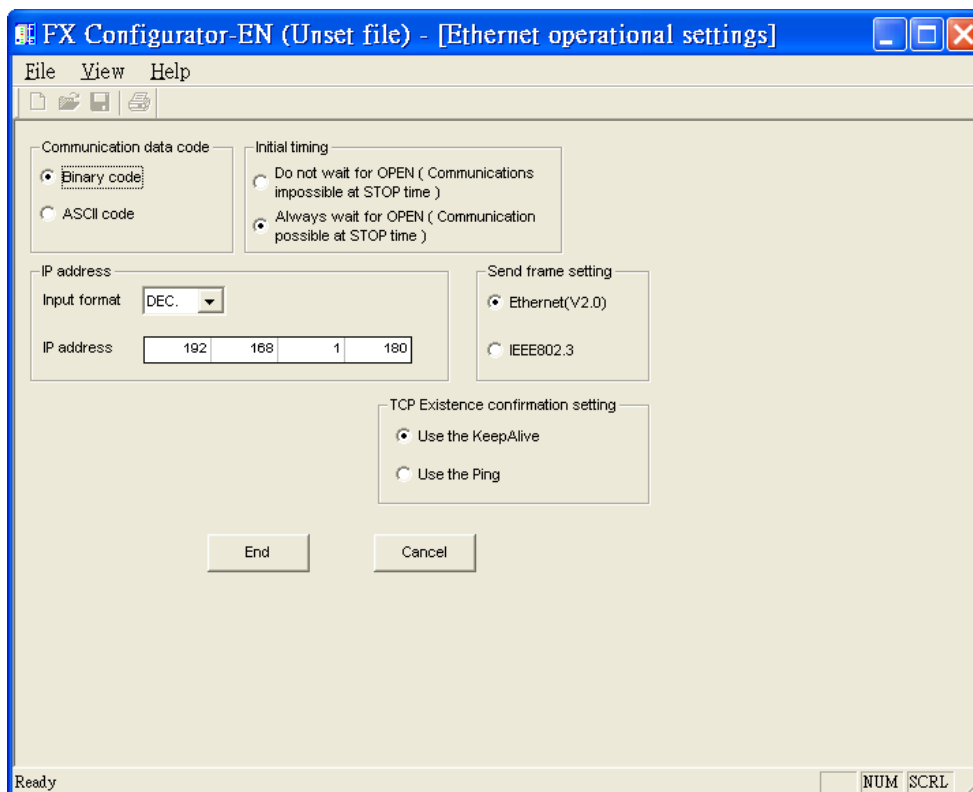 FX Configurator-EN (Unset file) - [Ethernet operational settings]
File View Help
Communication data code
Binary code
ASCII code
Initial timing
Do not wait for OPEN ( Communications
impossible at STOP time )
Always wait for OPEN ( Communication
possible at STOP time )
IP address
Input format DEC.
IP address 192 168 1 180
Send frame setting
Ethernet(V2.0)
IEEE802.3
TCP Existence confirmation setting
Use the KeepAlive
Use the Ping
End Cancel
Ready NUM SCRL